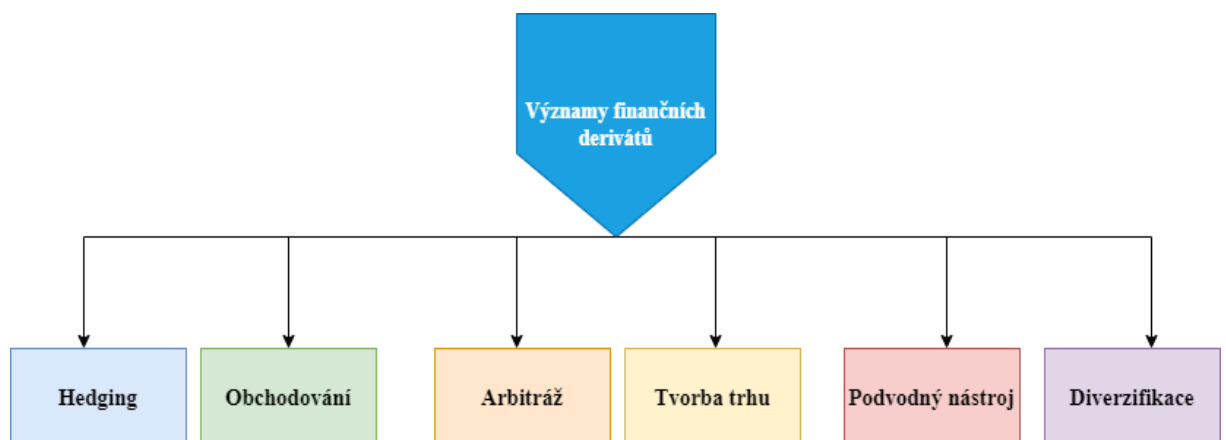 Významy finančních
derivátů
Hedging
Obchodování
Arbitráž
Tvorba trhu
Podvodný nástroj
Diverzifikace